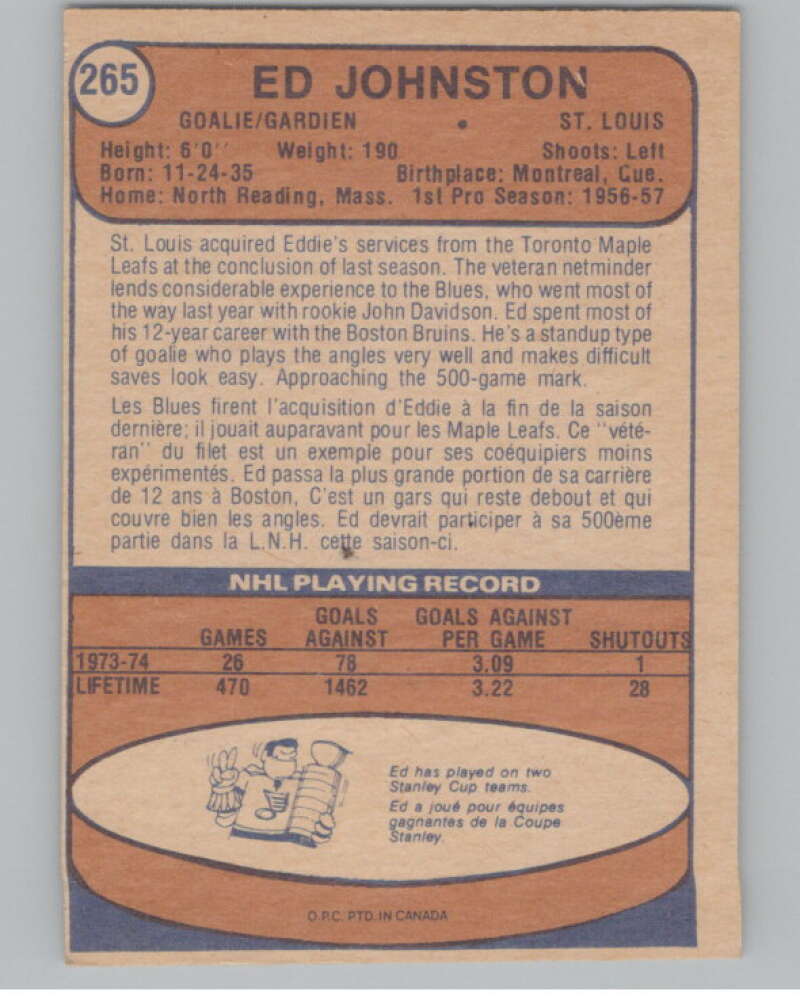 265
ED JOHNSTON
GOALIE/GARDIEN • ST. LOUIS
Height: 6'0'' Weight: 190 Shoots: Left
Born: 11-24-35 Birthplace: Montreal, Que.
Home: North Reading, Mass. 1st Pro Season: 1956-57
St. Louis acquired Eddie's services from the Toronto Maple
Leafs at the conclusion of last season. The veteran netminder
lends considerable experience to the Blues, who went most of
the way last year with rookie John Davidson. Ed spent most of
his 12-year career with the Boston Bruins. He's a standup type
of goalie who plays the angles very well and makes difficult
saves look easy. Approaching the 500-game mark.
Les Blues firent l'acquisition d'Eddie à la fin de la saison
dernière; il jouait auparavant pour les Maple Leafs. Ce ''vété-
ran'' du filet est un exemple pour ses coéquipiers moins
expérimentés. Ed passa la plus grande portion de sa carrière
de 12 ans à Boston, C'est un gars qui reste debout et qui
couvre bien les angles. Ed devrait participer à sa 500ème
partie dans la L.N.H. cette saison-ci.
NHL PLAYING RECORD
GAMES GOALS AGAINST GOALS AGAINST PER GAME SHUTOUTS
1973-74 26 78 3.09 1
LIFETIME 470 1462 3.22 28
Ed has played on two
Stanley Cup teams.
Ed a joué pour équipes
gagnantes de la Coupe
Stanley.
O.P.C. PTD. IN CANADA